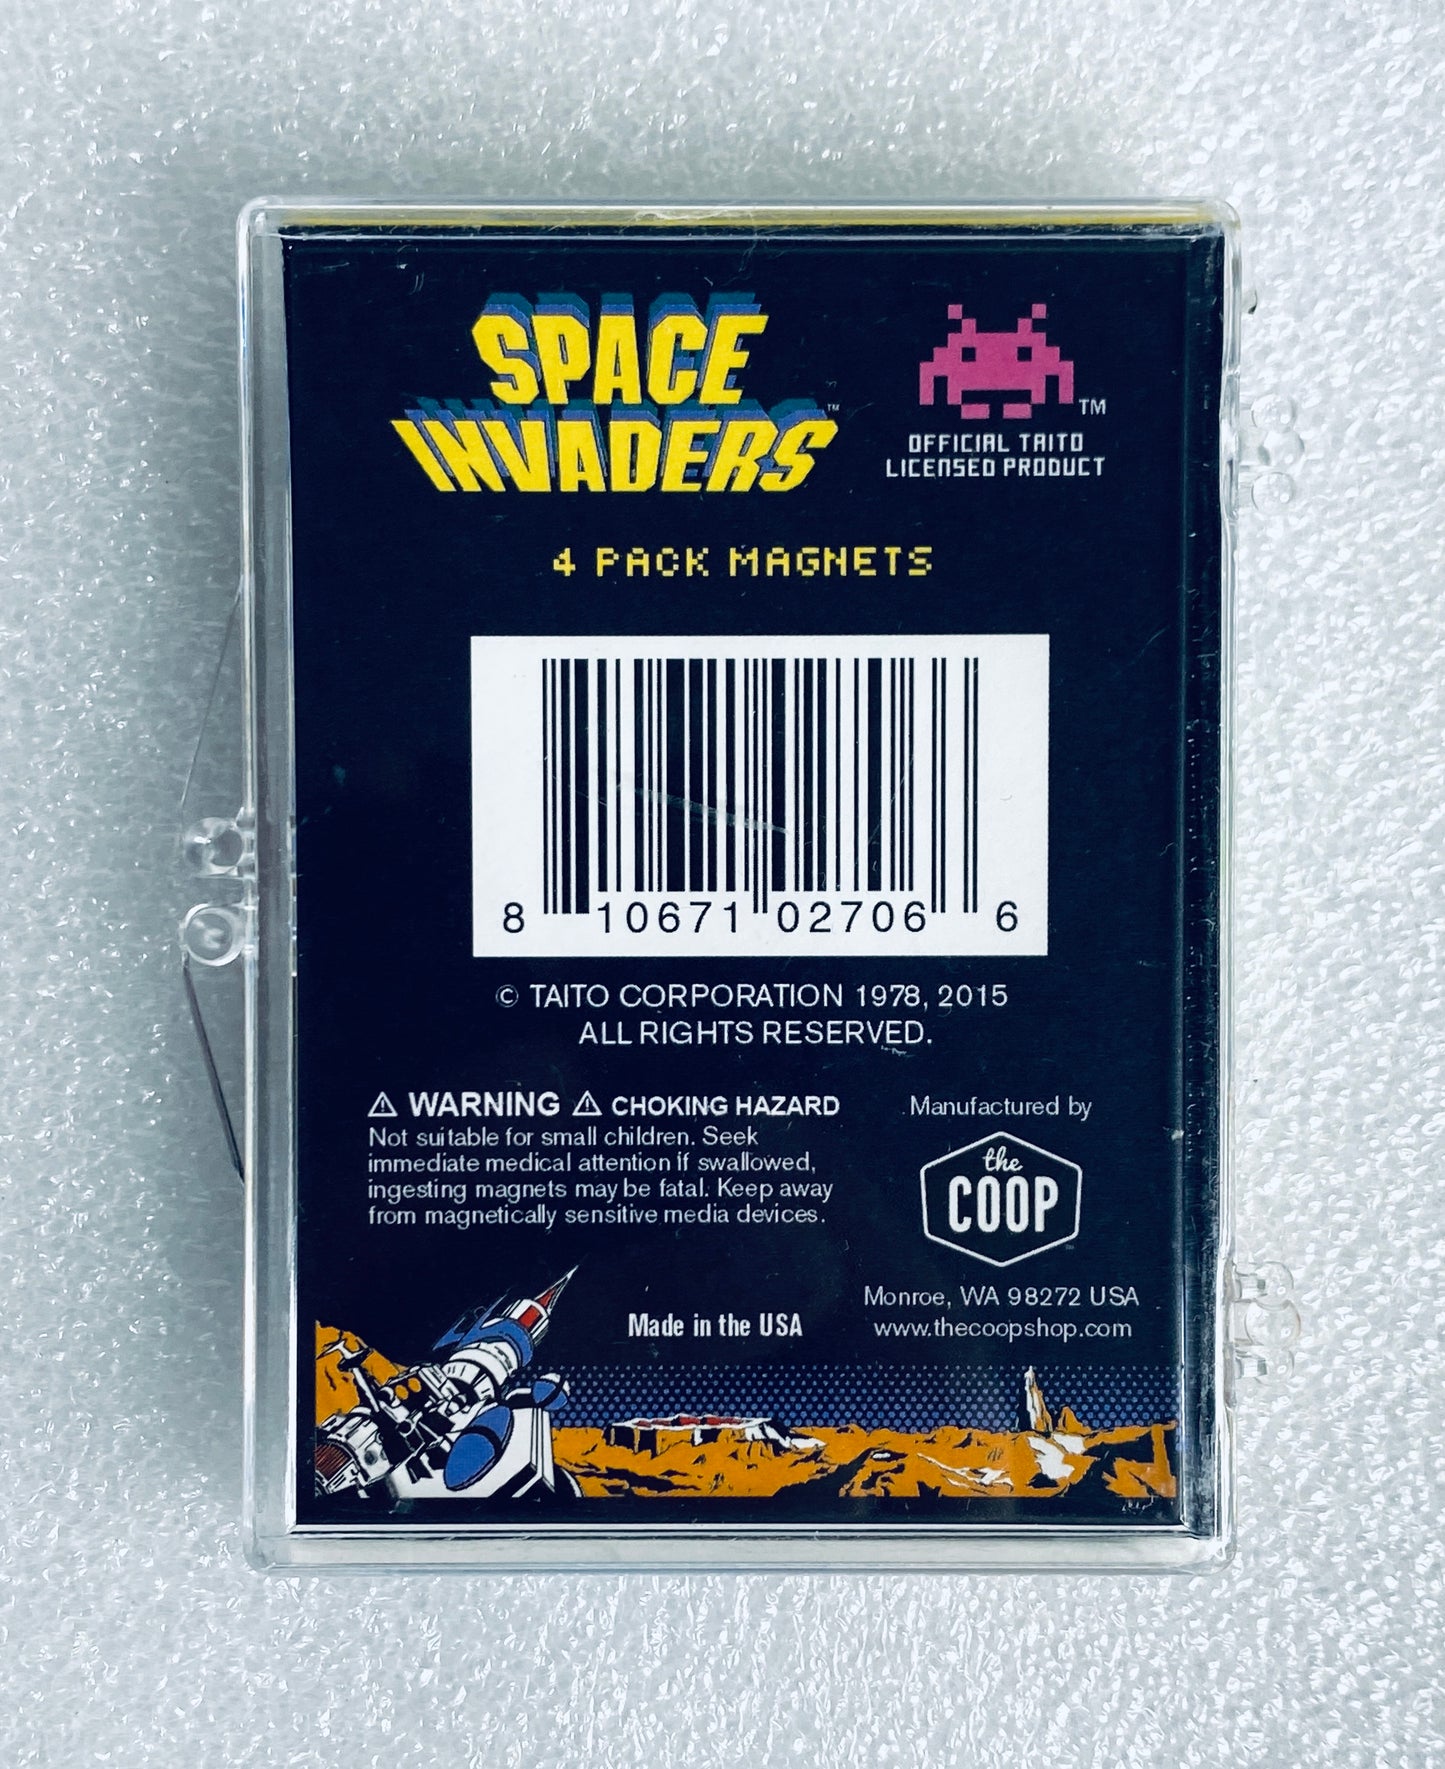 SPACE
INVADERS™
™
OFFICIAL TAITO
LICENSED PRODUCT
4 PACK MAGNETS
8 10671 02706 6
© TAITO CORPORATION 1978, 2015
ALL RIGHTS RESERVED.
⚠ WARNING ⚠ CHOKING HAZARD
Not suitable for small children. Seek
immediate medical attention if swallowed,
ingesting magnets may be fatal. Keep away
from magnetically sensitive media devices.
Manufactured by
the
COOP
Monroe, WA 98272 USA
www.thecoopshop.com
Made in the USA